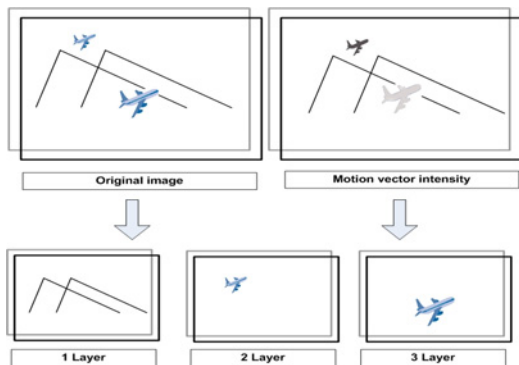 Original image
Motion vector intensity
1 Layer
2 Layer
3 Layer